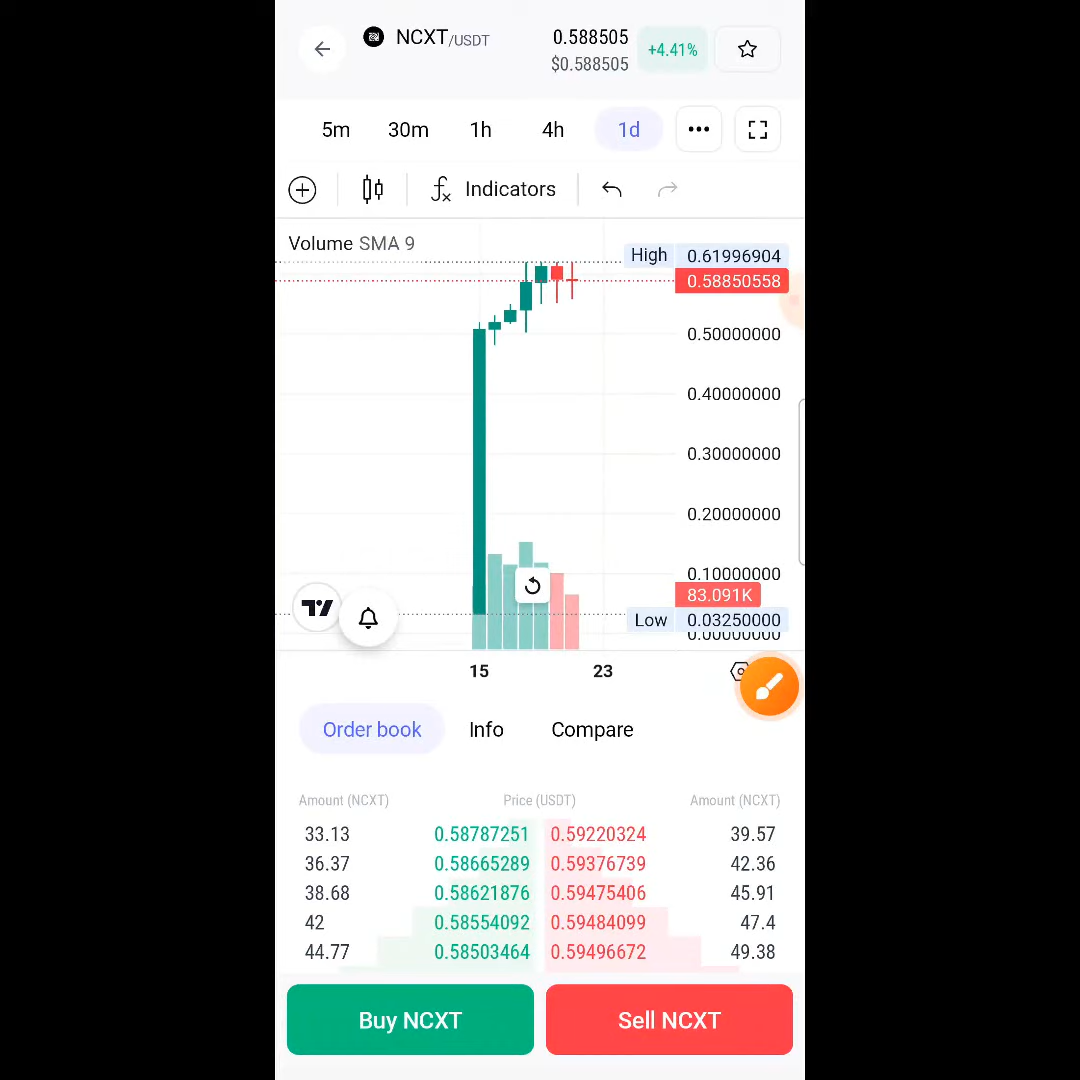 NCXT/USDT
0.588505
$0.588505
+4.41%
5m 30m 1h 4h 1d
Indicators
Volume SMA 9
High 0.61996904
0.58850558
0.50000000
0.40000000
0.30000000
0.20000000
0.10000000
83.091K
Low 0.03250000
0.00000000
15 23
Order book Info Compare
Amount (NCXT) Price (USDT) Amount (NCXT)
33.13 0.58787251 0.59220324 39.57
36.37 0.58665289 0.59376739 42.36
38.68 0.58621876 0.59475406 45.91
42 0.58554092 0.59484099 47.4
44.77 0.58503464 0.59496672 49.38
Buy NCXT Sell NCXT